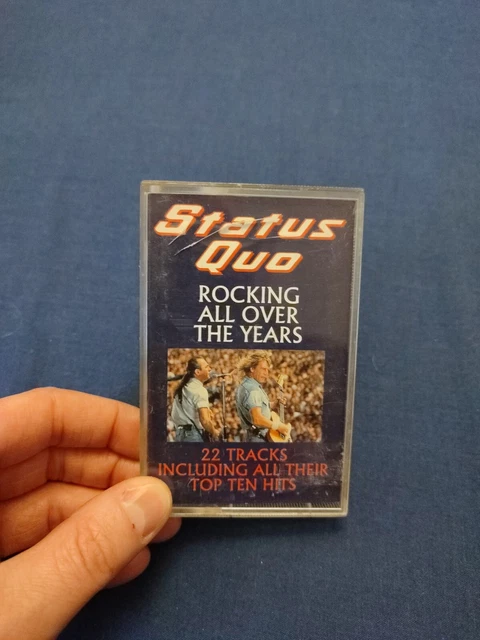 Status
Quo
ROCKING
ALL OVER
THE YEARS
22 TRACKS
INCLUDING ALL THEIR
TOP TEN HITS